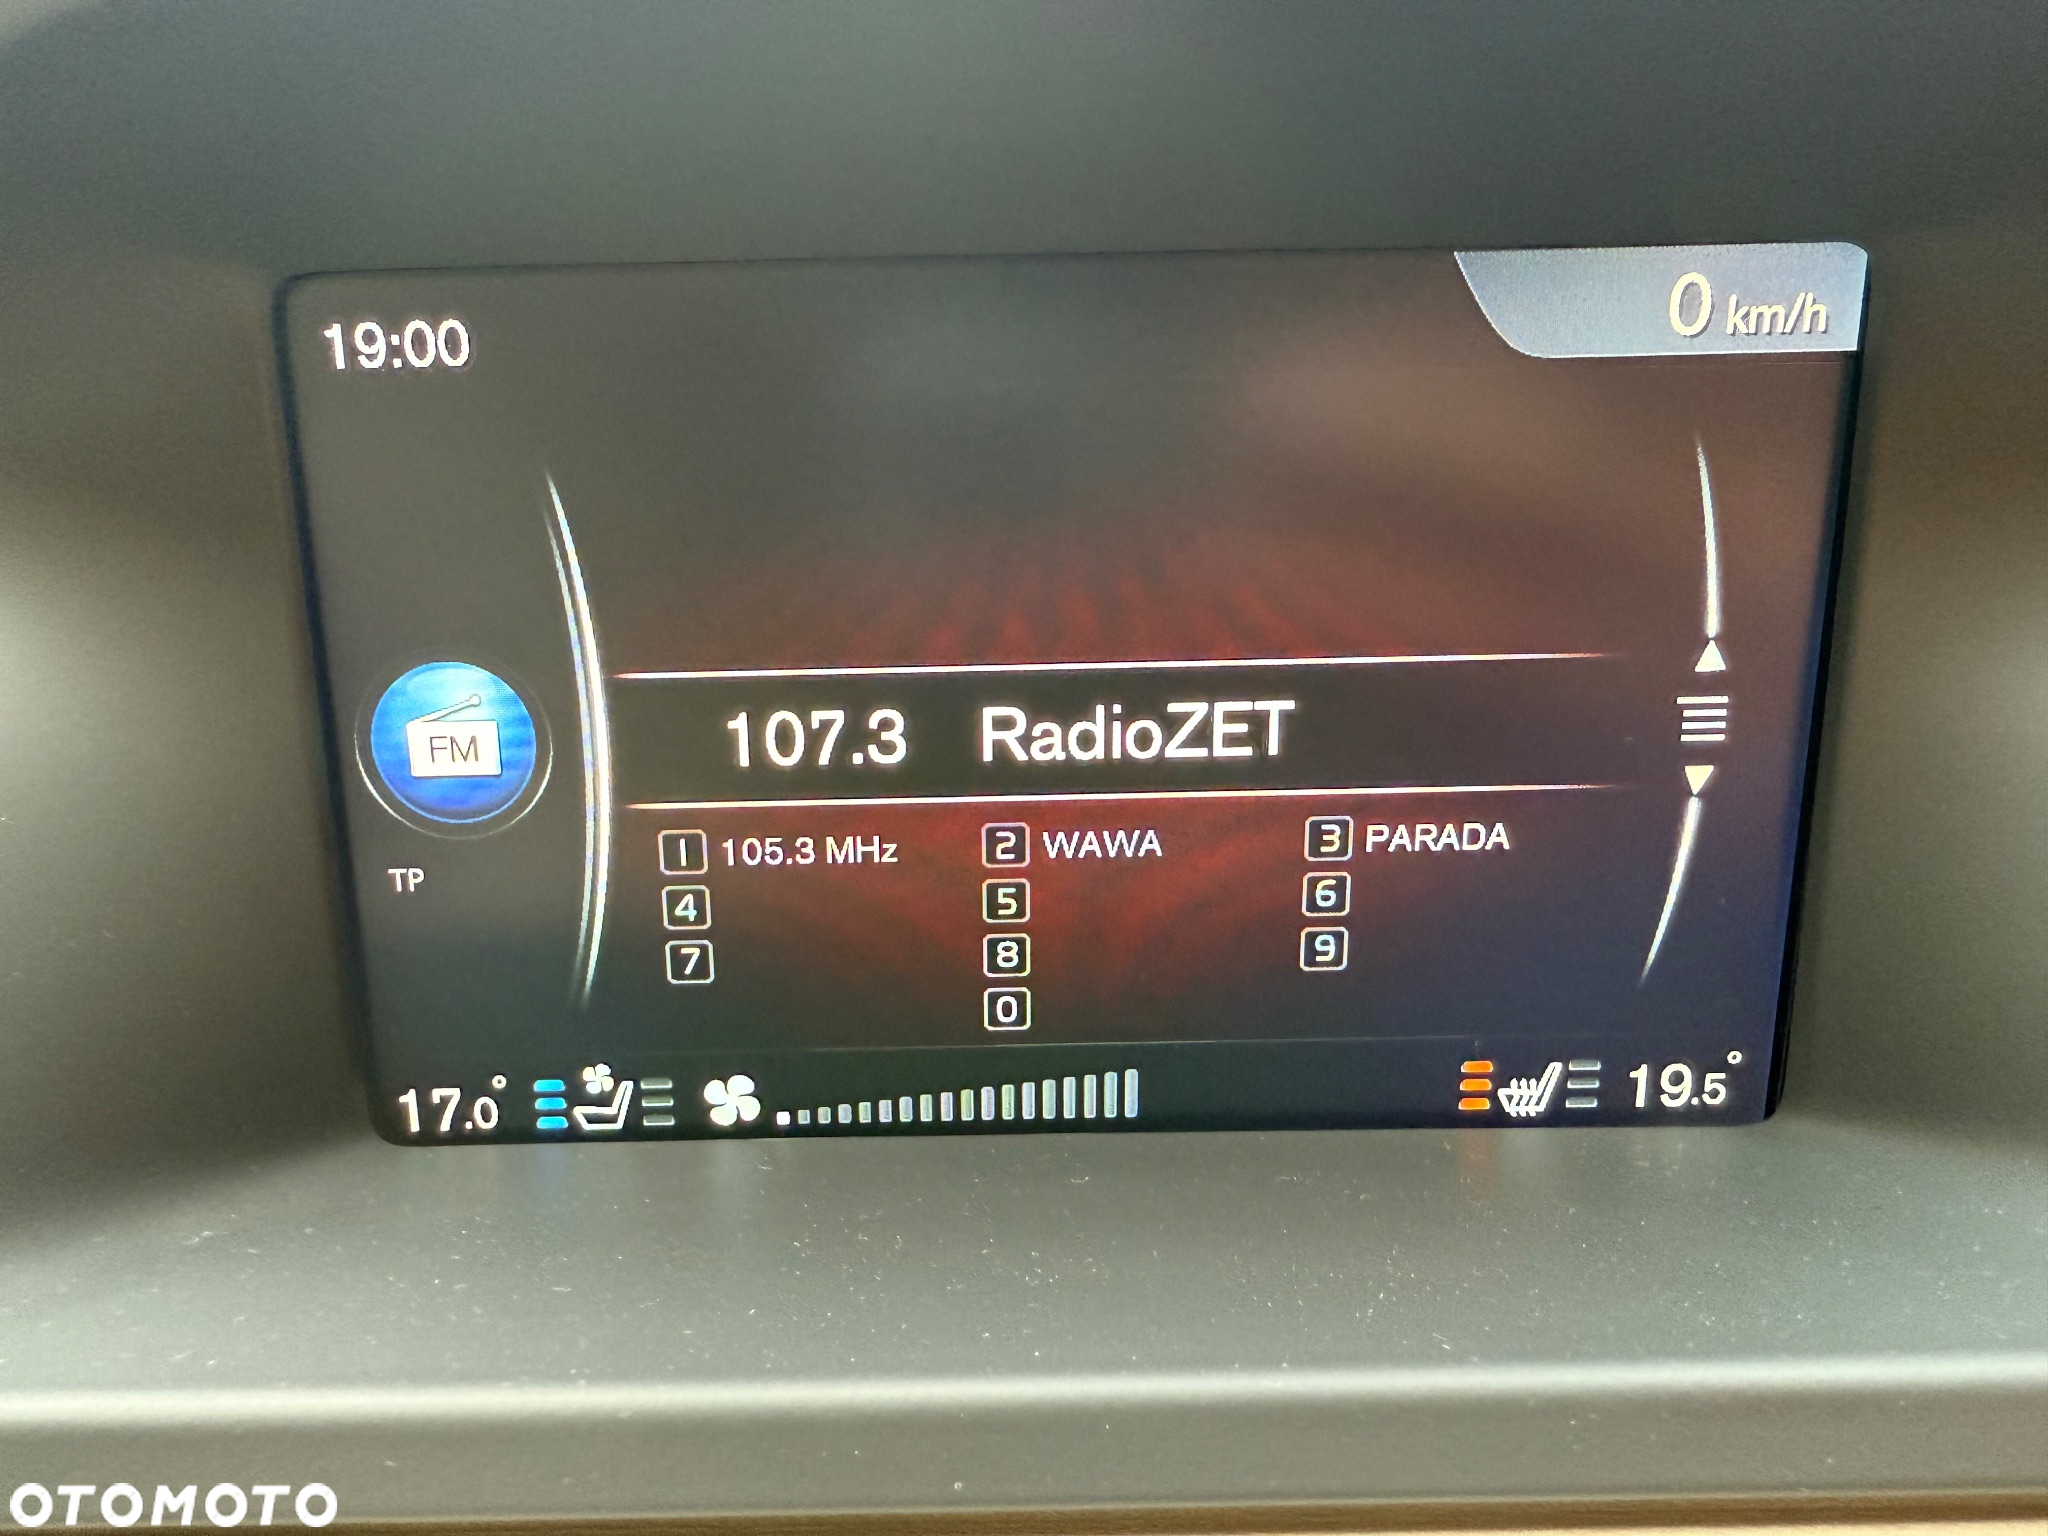 0 km/h
19:00
FM
107.3 RadioZET
1 105.3 MHz 2 WAWA 3 PARADA
TP
4 5 6
7 8 9
0
17.0° 19.5°
OTOMOTO